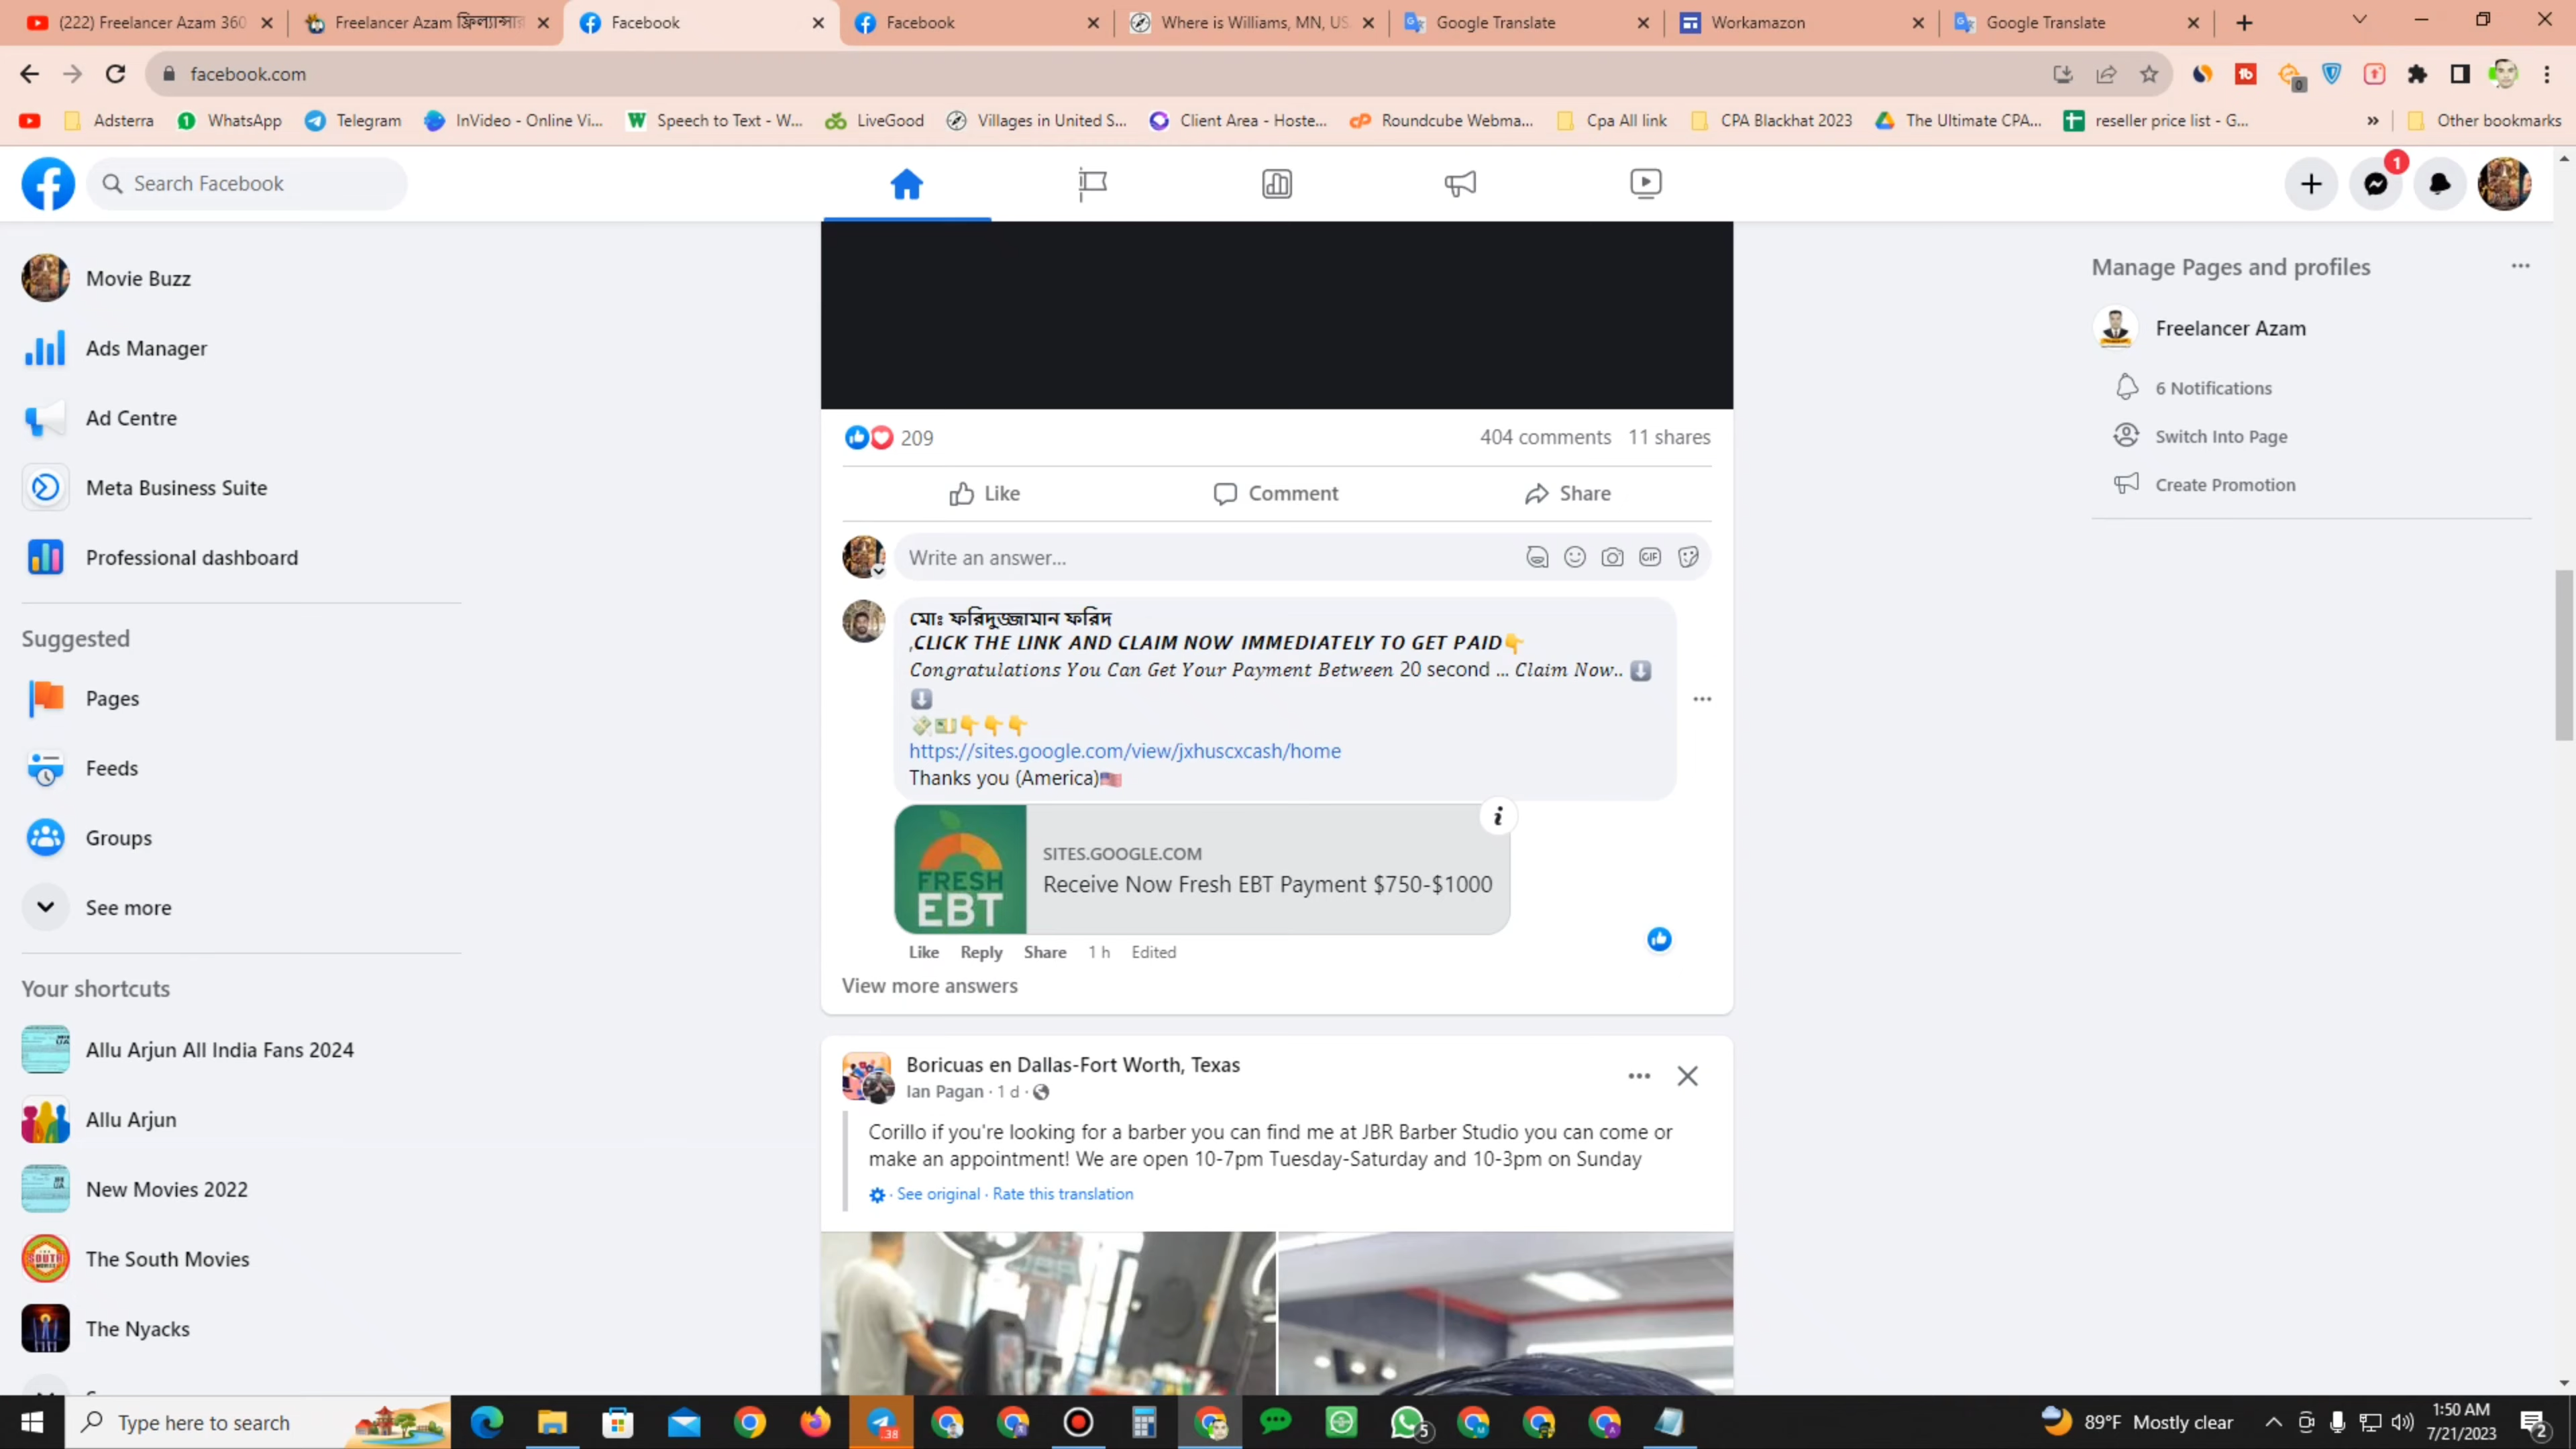 (222) Freelancer Azam 360
Freelancer Azam ফ্রিল্যান্সার
Facebook
Facebook
Where is Williams, MN, US
Google Translate
Workamazon
Google Translate
facebook.com
0
Adsterra
WhatsApp
Telegram
InVideo - Online Vi...
Speech to Text - W...
LiveGood
Villages in United S...
Client Area - Hoste...
Roundcube Webma...
Cpa All link
CPA Blackhat 2023
The Ultimate CPA...
reseller price list - G...
»
Other bookmarks
Search Facebook
1
Movie Buzz
Ads Manager
Ad Centre
Meta Business Suite
Professional dashboard
Suggested
Pages
Feeds
Groups
See more
Your shortcuts
Allu Arjun All India Fans 2024
Allu Arjun
New Movies 2022
The South Movies
The Nyacks
209
404 comments 11 shares
Like
Comment
Share
Write an answer...
GIF
মোঃ ফরিদুজ্জামান ফরিদ
,CLICK THE LINK AND CLAIM NOW IMMEDIATELY TO GET PAID👇
Congratulations You Can Get Your Payment Between 20 second ... Claim Now.. ⬇️
⬇️
💸💵👇👇👇
https://sites.google.com/view/jxhuscxcash/home
Thanks you (America)🇺🇸
FRESH
EBT
SITES.GOOGLE.COM
Receive Now Fresh EBT Payment $750-$1000
Like Reply Share 1 h Edited
View more answers
Boricuas en Dallas-Fort Worth, Texas
Ian Pagan · 1 d ·
Corillo if you're looking for a barber you can find me at JBR Barber Studio you can come or
make an appointment! We are open 10-7pm Tuesday-Saturday and 10-3pm on Sunday
· See original · Rate this translation
Manage Pages and profiles
Freelancer Azam
6 Notifications
Switch Into Page
Create Promotion
Type here to search
.38
5
89°F Mostly clear
1:50 AM
7/21/2023
2